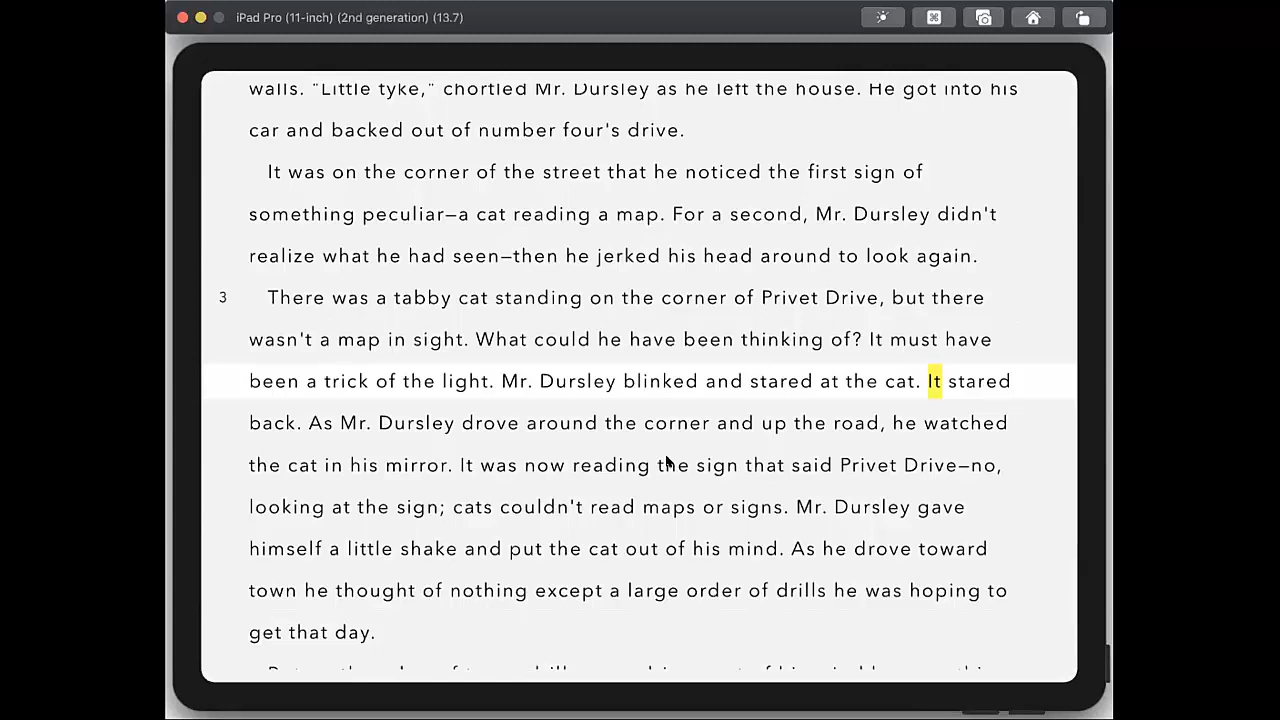 iPad Pro (11-inch) (2nd generation) (13.7)
walls. "Little tyke," chortled Mr. Dursley as he left the house. He got into his
car and backed out of number four's drive.
It was on the corner of the street that he noticed the first sign of
something peculiar—a cat reading a map. For a second, Mr. Dursley didn't
realize what he had seen—then he jerked his head around to look again.
3 There was a tabby cat standing on the corner of Privet Drive, but there
wasn't a map in sight. What could he have been thinking of? It must have
been a trick of the light. Mr. Dursley blinked and stared at the cat. It stared
back. As Mr. Dursley drove around the corner and up the road, he watched
the cat in his mirror. It was now reading the sign that said Privet Drive—no,
looking at the sign; cats couldn't read maps or signs. Mr. Dursley gave
himself a little shake and put the cat out of his mind. As he drove toward
town he thought of nothing except a large order of drills he was hoping to
get that day.